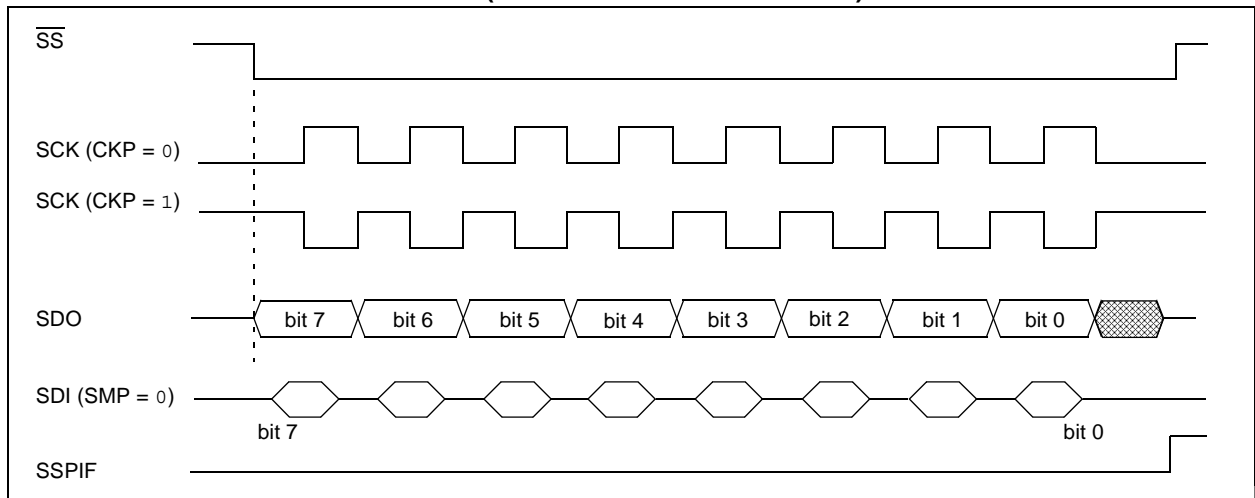 SS
SCK (CKP = 0)
SCK (CKP = 1)
SDO bit 7 bit 6 bit 5 bit 4 bit 3 bit 2 bit 1 bit 0
SDI (SMP = 0)
bit 7 bit 0
SSPIF